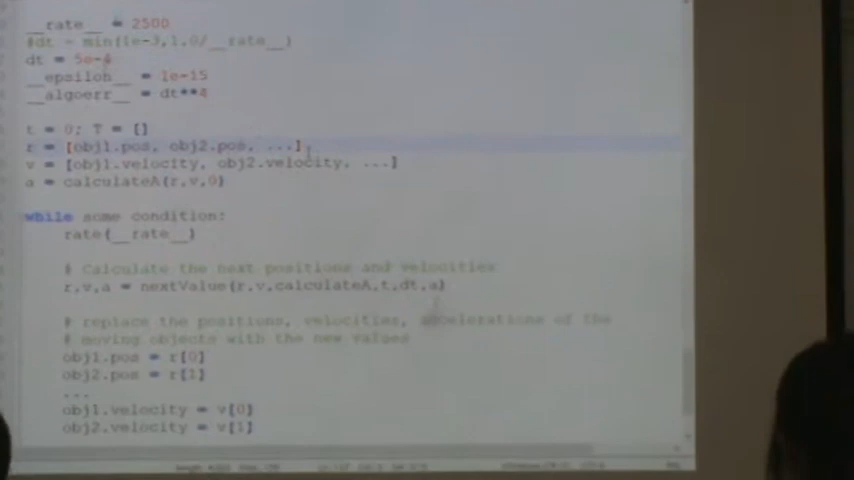 __rate__ = 2500
#dt = min(1e-3,1.0/__rate__)
dt = 5e-4
__epsilon__ = 1e-15
__algoerr__ = dt**4
t = 0; T = []
r = [obj1.pos, obj2.pos, ...]
v = [obj1.velocity, obj2.velocity, ...]
a = calculateA(r,v,0)
while some condition:
rate(__rate__)
# Calculate the next positions and velocities
r,v,a = nextValue(r,v,calculateA,t,dt,a)
# replace the positions, velocities, accelerations of the
# moving objects with the new values
obj1.pos = r[0]
obj2.pos = r[1]
...
obj1.velocity = v[0]
obj2.velocity = v[1]